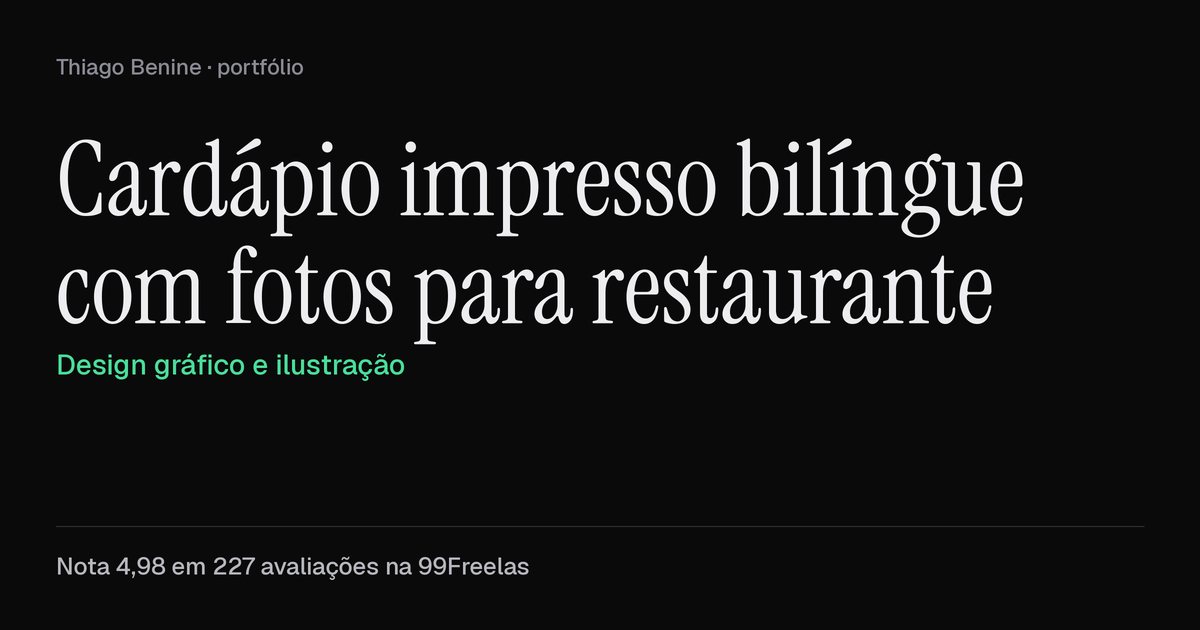 Thiago Benine · portfólio
Cardápio impresso bilíngue
com fotos para restaurante
Design gráfico e ilustração
Nota 4,98 em 227 avaliações na 99Freelas